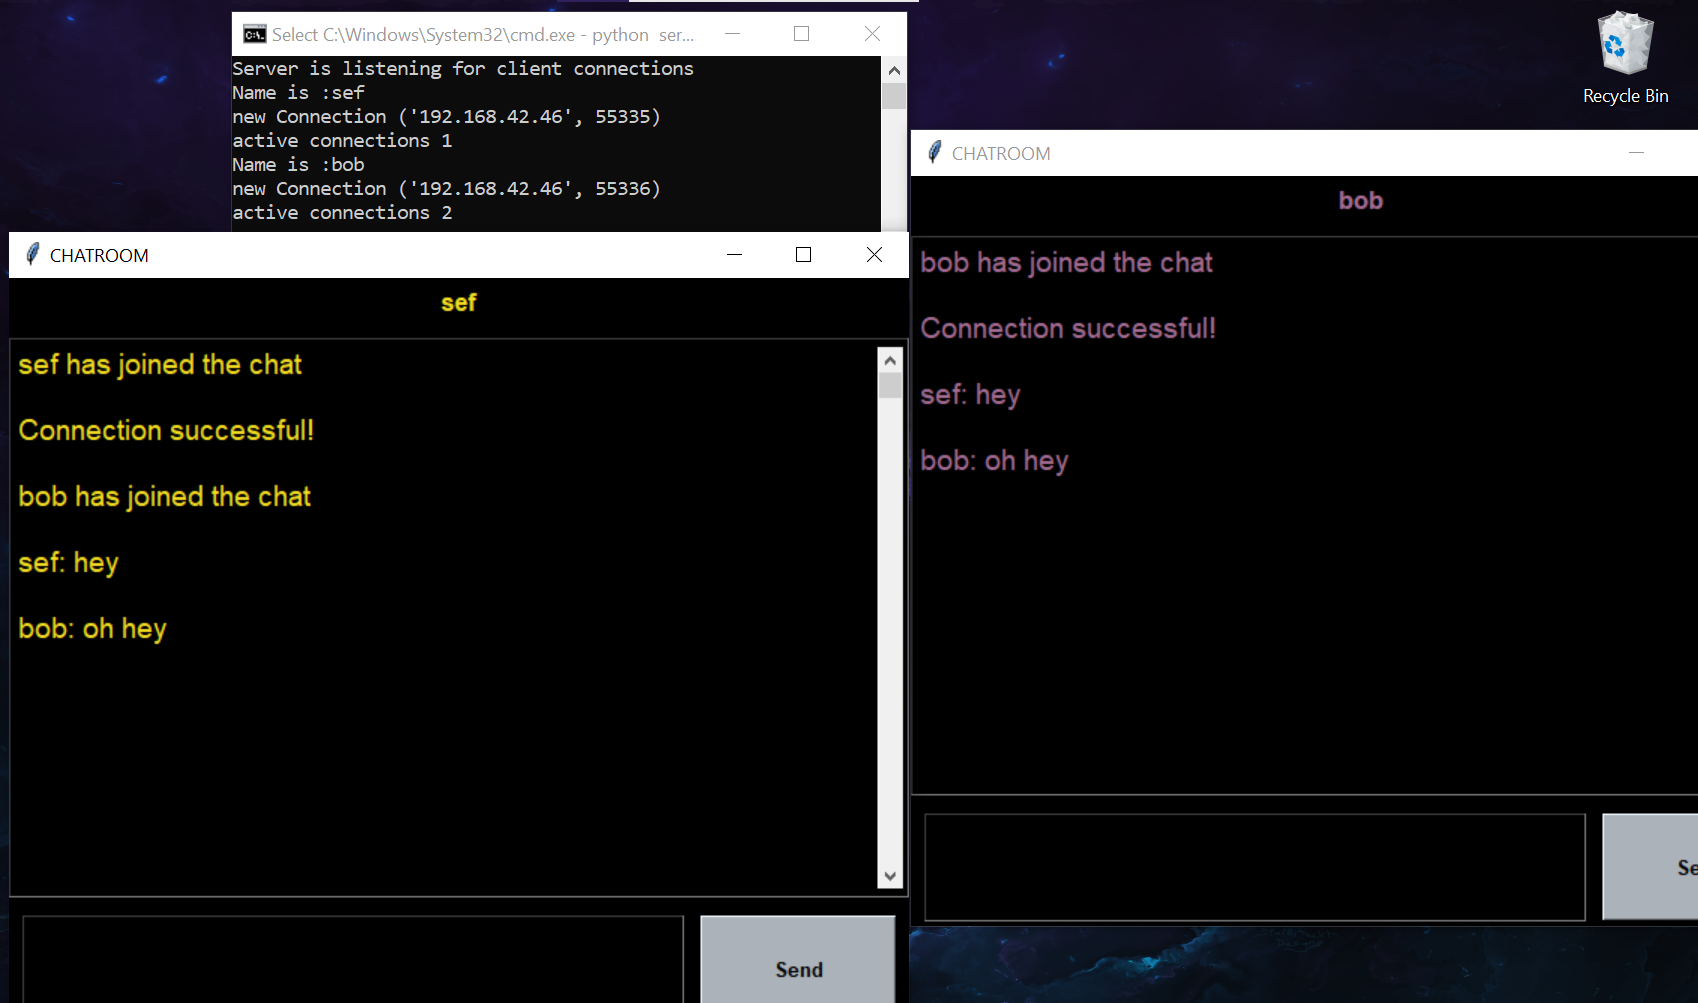 Select C:\Windows\System32\cmd.exe - python  ser...
Server is listening for client connections
Name is :sef
new Connection ('192.168.42.46', 55335)
active connections 1
Name is :bob
new Connection ('192.168.42.46', 55336)
active connections 2
Recycle Bin
CHATROOM
sef
sef has joined the chat
Connection successful!
bob has joined the chat
sef: hey
bob: oh hey
Send
CHATROOM
bob
bob has joined the chat
Connection successful!
sef: hey
bob: oh hey
Se